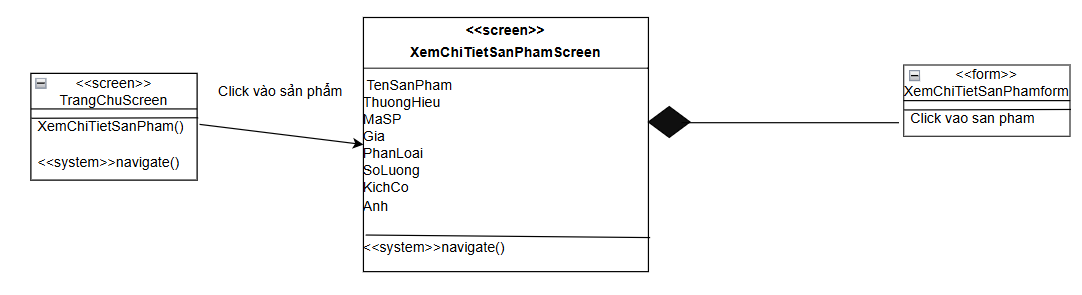 <<screen>>
TrangChuScreen
XemChiTietSanPham()
<<system>>navigate()
Click vào sản phẩm
<<screen>>
XemChiTietSanPhamScreen
TenSanPham
ThuongHieu
MaSP
Gia
PhanLoai
SoLuong
KichCo
Anh
<<system>>navigate()
<<form>>
XemChiTietSanPhamform
Click vao san pham